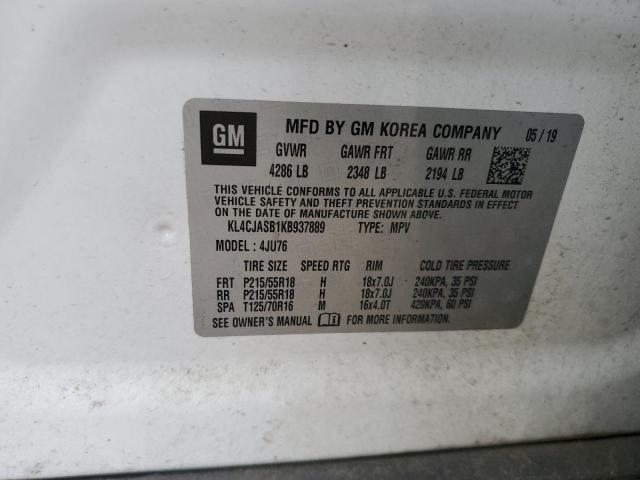 GM MFD BY GM KOREA COMPANY 05 / 19
GVWR GAWR FRT GAWR RR
4286 LB 2348 LB 2194 LB
THIS VEHICLE CONFORMS TO ALL APPLICABLE U.S. FEDERAL MOTOR
VEHICLE SAFETY AND THEFT PREVENTION STANDARDS IN EFFECT
ON THE DATE OF MANUFACTURE SHOWN ABOVE.
KL4CJASB1KB937889 TYPE: MPV
MODEL : 4JU76
TIRE SIZE SPEED RTG RIM COLD TIRE PRESSURE
FRT P215/55R18 H 18x7.0J 240KPA, 35 PSI
RR P215/55R18 H 18x7.0J 240KPA, 35 PSI
SPA T125/70R16 M 16x4.0T 420KPA, 60 PSI
SEE OWNER'S MANUAL FOR MORE INFORMATION.